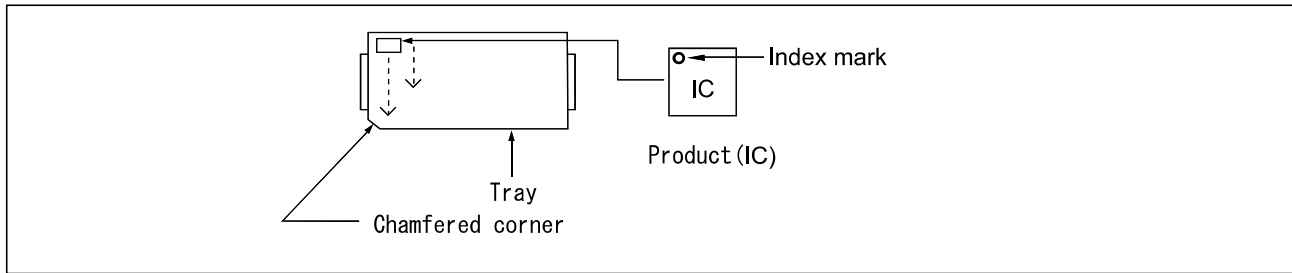 Index mark
IC
Product(IC)
Tray
Chamfered corner